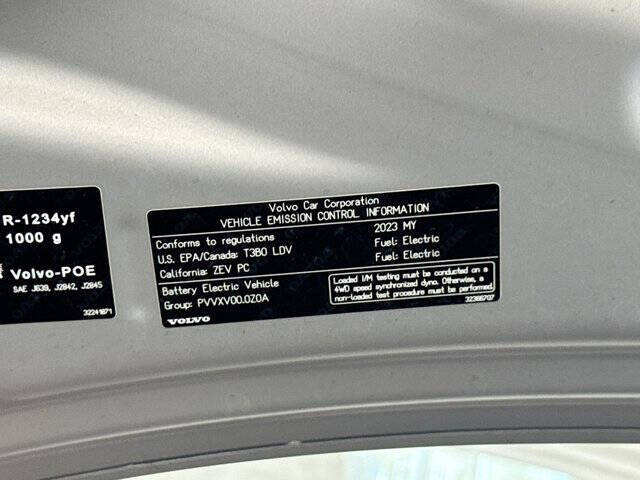 R-1234yf
1000 g
Volvo-POE
SAE J639, J2842, J2845
32241871
Volvo Car Corporation
VEHICLE EMISSION CONTROL INFORMATION
Conforms to regulations 2023 MY
U.S. EPA/Canada: T3B0 LDV Fuel: Electric
California: ZEV PC Fuel: Electric
Battery Electric Vehicle
Group: PVVXV00.0Z0A
Loaded I/M testing must be conducted on a
4WD speed synchronized dyno. Otherwise, a
non-loaded test procedure must be performed.
VOLVO
32366707